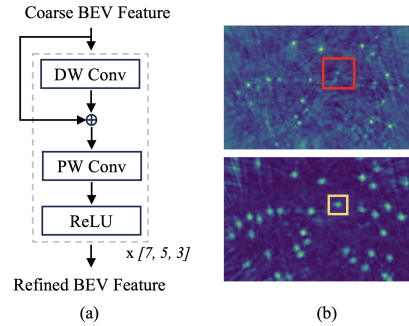 Coarse BEV Feature
DW Conv
⊕
PW Conv
ReLU
x [7, 5, 3]
Refined BEV Feature
(a)
(b)